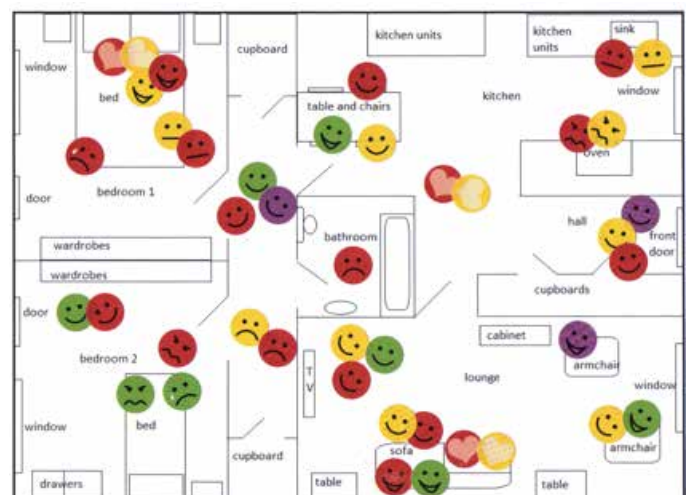 cupboard
kitchen units
kitchen
units
sink
window
bed
table and chairs
kitchen
window
oven
bedroom 1
door
hall
front
door
bathroom
wardrobes
wardrobes
cupboards
door
bedroom 2
cabinet
armchair
T
V
lounge
window
window
bed
sofa
armchair
cupboard
drawers
table
table